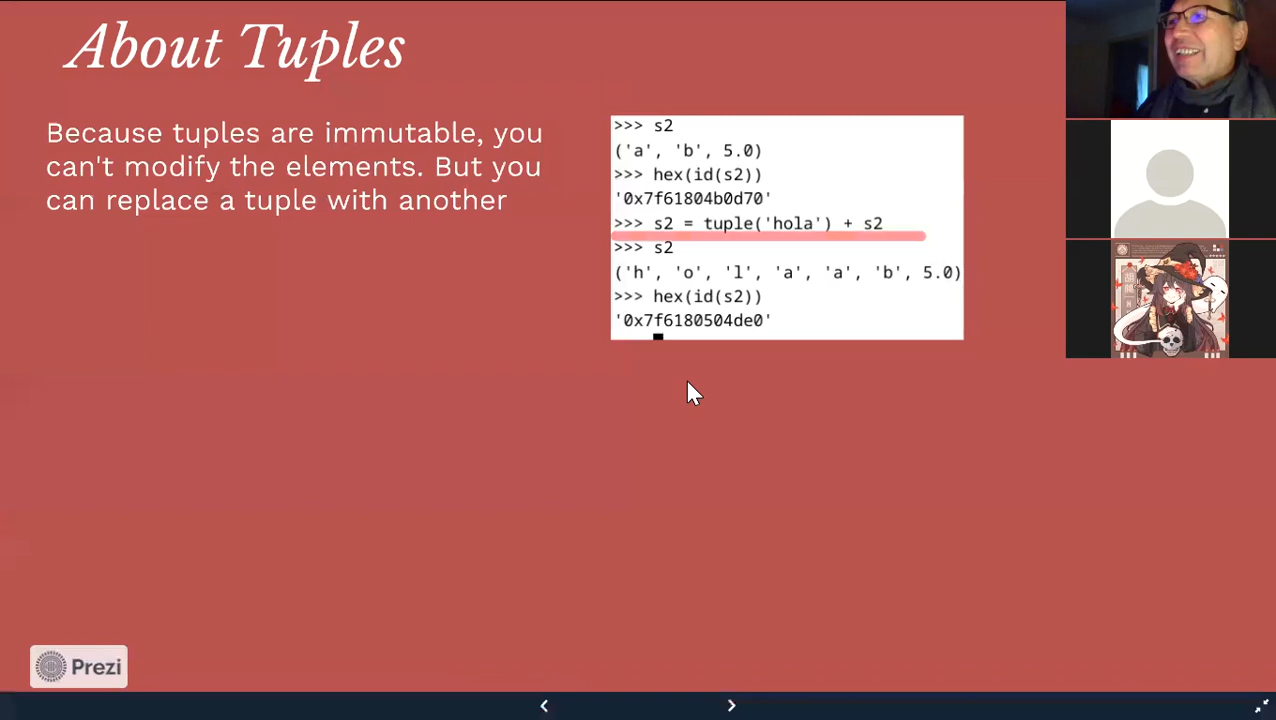 About Tuples
Because tuples are immutable, you
can't modify the elements. But you
can replace a tuple with another
>>> s2
('a', 'b', 5.0)
>>> hex(id(s2))
'0x7f61804b0d70'
>>> s2 = tuple('hola') + s2
>>> s2
('h', 'o', 'l', 'a', 'a', 'b', 5.0)
>>> hex(id(s2))
'0x7f6180504de0'
Prezi